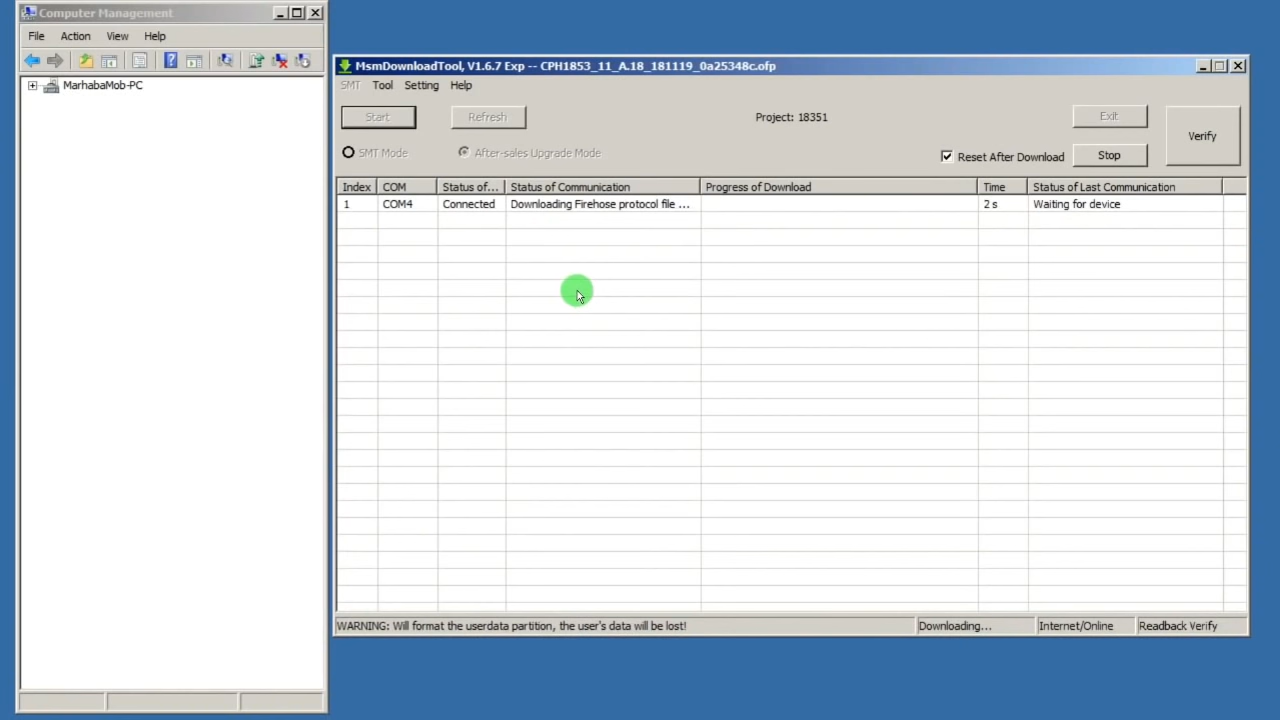 Computer Management
File Action View Help
MarhabaMob-PC
MsmDownloadTool, V1.6.7 Exp -- CPH1853_11_A.18_181119_0a25348c.ofp
SMT Tool Setting Help
Start Refresh Project: 18351 Exit Verify
SMT Mode After-sales Upgrade Mode Reset After Download Stop
Index COM Status of... Status of Communication Progress of Download Time Status of Last Communication
1 COM4 Connected Downloading Firehose protocol file ... 2 s Waiting for device
WARNING: Will format the userdata partition, the user's data will be lost! Downloading... Internet/Online Readback Verify